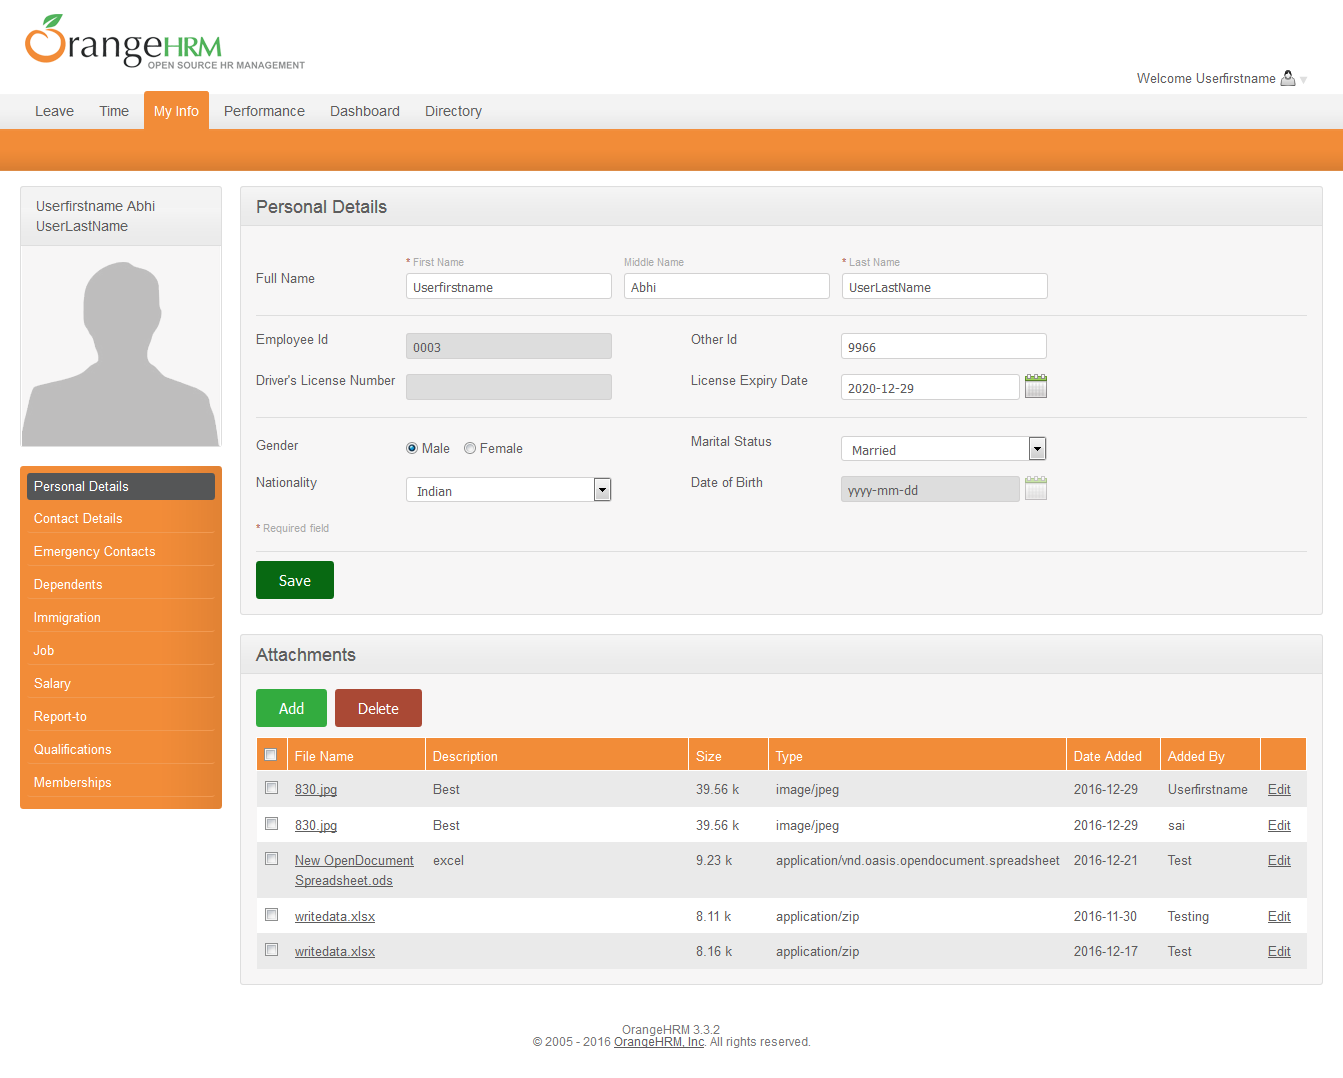 OrangeHRM
OPEN SOURCE HR MANAGEMENT
Welcome Userfirstname
Leave Time My Info Performance Dashboard Directory
Userfirstname Abhi
UserLastName
Personal Details
Contact Details
Emergency Contacts
Dependents
Immigration
Job
Salary
Report-to
Qualifications
Memberships
Personal Details
* First Name Middle Name * Last Name
Full Name Userfirstname Abhi UserLastName
Employee Id 0003 Other Id 9966
Driver's License Number License Expiry Date 2020-12-29
Gender Male Female Marital Status Married
Nationality Indian Date of Birth yyyy-mm-dd
* Required field
Save
Attachments
Add Delete
File Name Description Size Type Date Added Added By
830.jpg Best 39.56 k image/jpeg 2016-12-29 Userfirstname Edit
830.jpg Best 39.56 k image/jpeg 2016-12-29 sai Edit
New OpenDocument excel 9.23 k application/vnd.oasis.opendocument.spreadsheet 2016-12-21 Test Edit
Spreadsheet.ods
writedata.xlsx 8.11 k application/zip 2016-11-30 Testing Edit
writedata.xlsx 8.16 k application/zip 2016-12-17 Test Edit
OrangeHRM 3.3.2
© 2005 - 2016 OrangeHRM, Inc. All rights reserved.